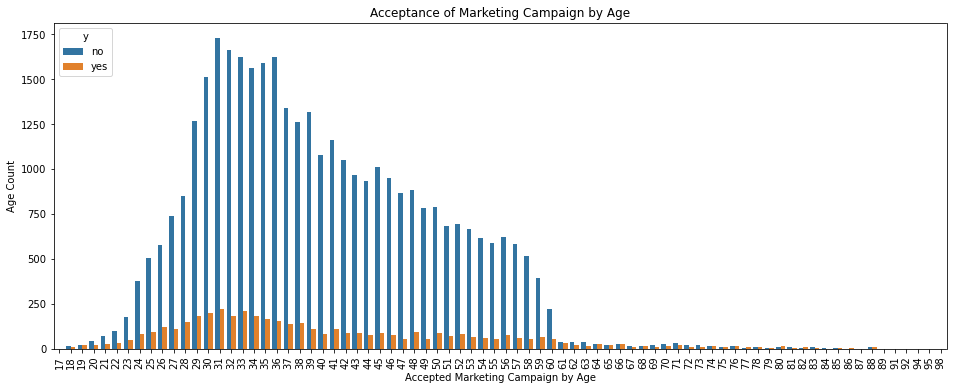 Acceptance of Marketing Campaign by Age
y
no
yes
1750
1500
1250
1000
750
500
250
0
Age Count
17 18 19 20 21 22 23 24 25 26 27 28 29 30 31 32 33 34 35 36 37 38 39 40 41 42 43 44 45 46 47 48 49 50 51 52 53 54 55 56 57 58 59 60 61 62 63 64 65 66 67 68 69 70 71 72 73 74 75 76 77 78 79 80 81 82 83 84 85 86 87 88 89 91 92 94 95 98
Accepted Marketing Campaign by Age